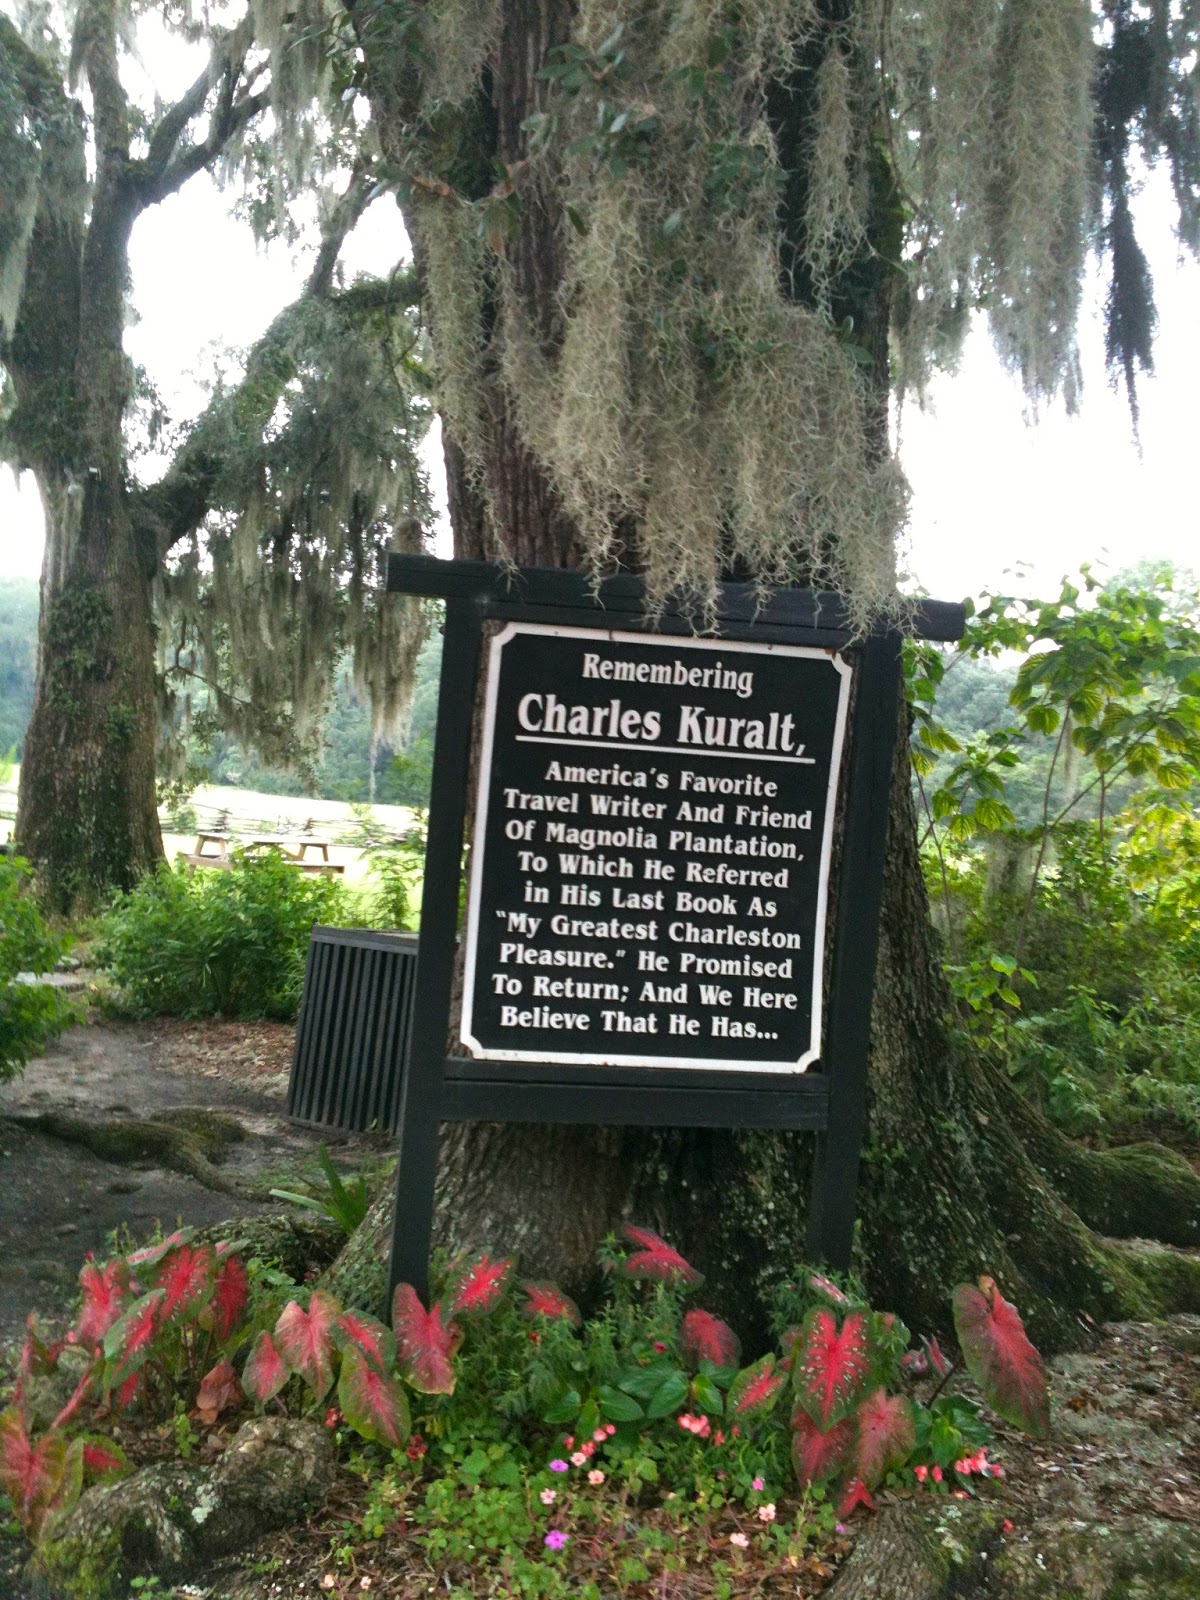 Remembering
Charles Kuralt,
America's Favorite
Travel Writer And Friend
Of Magnolia Plantation,
To Which He Referred
in His Last Book As
"My Greatest Charleston
Pleasure." He Promised
To Return; And We Here
Believe That He Has...